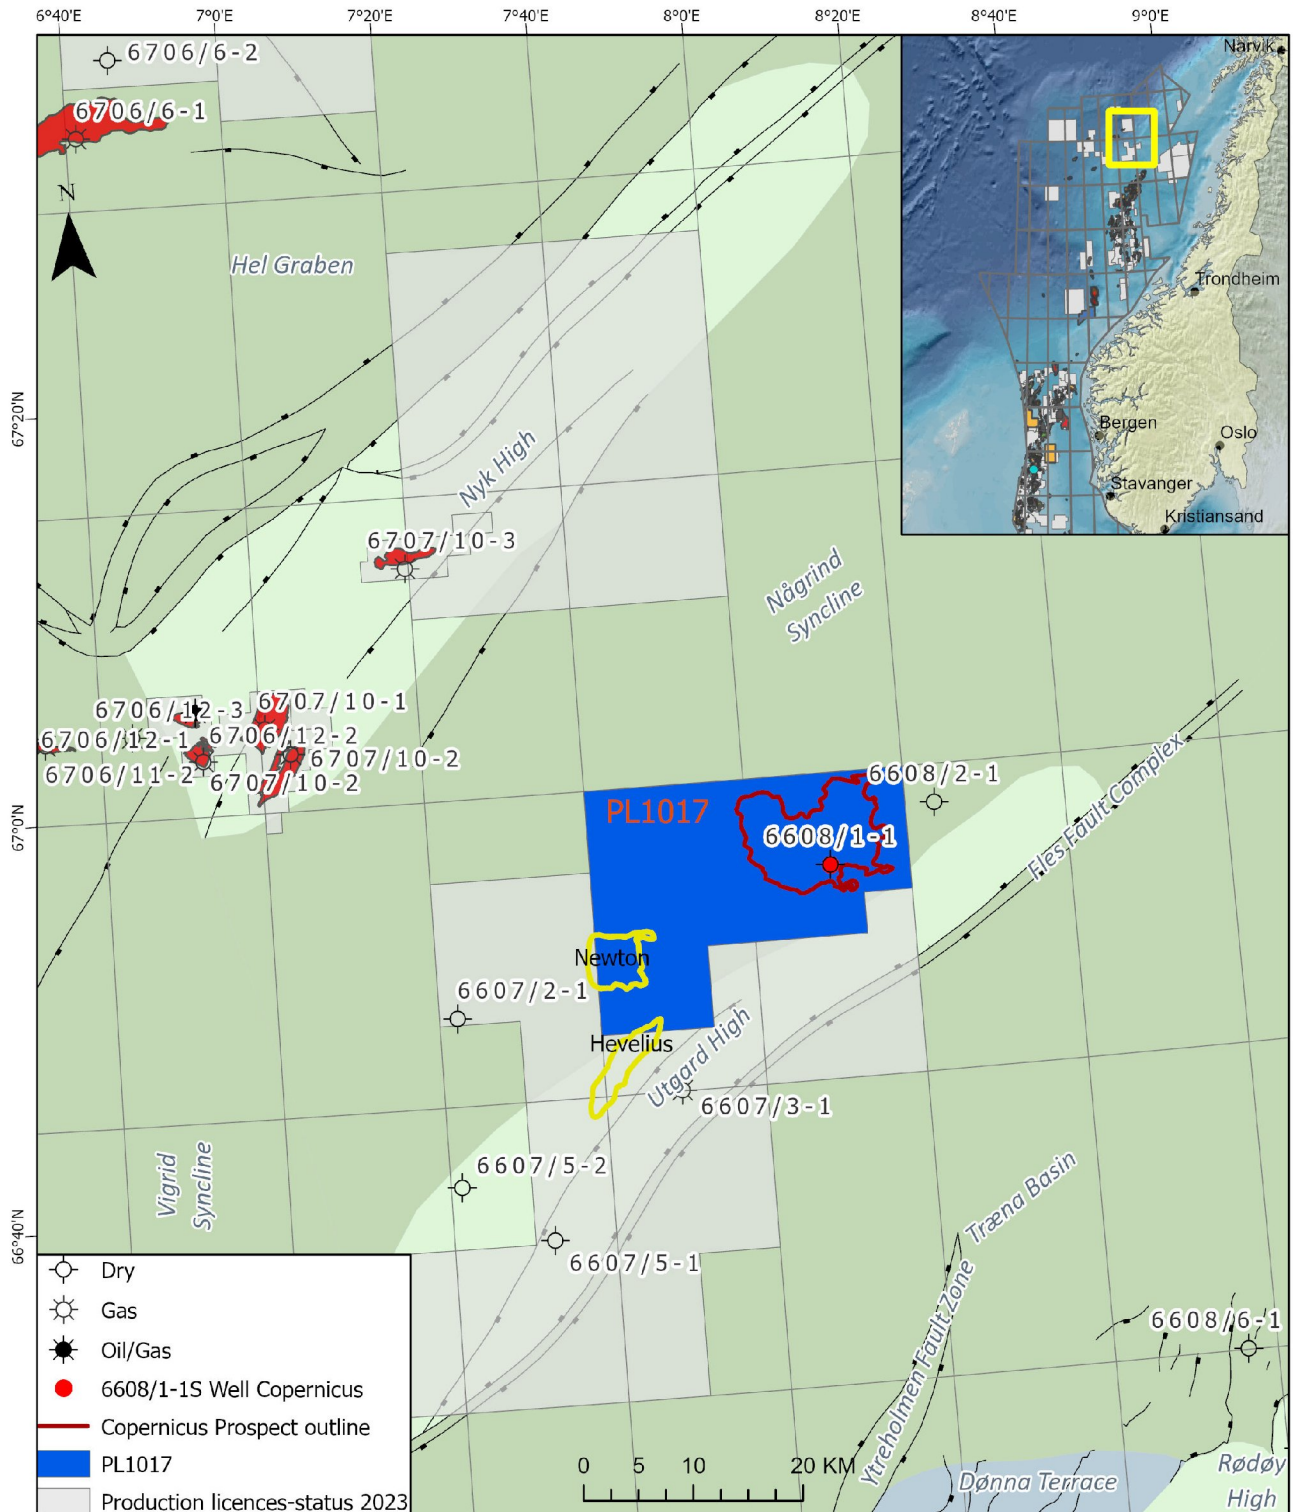 6°40'E 7°0'E 7°20'E 7°40'E 8°0'E 8°20'E 8°40'E 9°0'E
6706/6-2
6706/6-1
N
Hel Graben
Narvik
Trondheim
Bergen
Oslo
Stavanger
Kristiansand
67°20'N
Nyk High
6707/10-3
Någrind
Syncline
6706/12-3
6707/10-1
6706/12-1
6706/12-2
6707/10-2
6706/11-2
6707/10-2
67°0'N
PL1017
6608/2-1
6608/1-1
Fles Fault Complex
Newton
6607/2-1
Hevelius
Utgard High
6607/3-1
Vigrid
Syncline
6607/5-2
6607/5-1
66°40'N
Træna Basin
Ytreholmen Fault Zone
6608/6-1
Dønna Terrace
Rødøy
High
Dry
Gas
Oil/Gas
6608/1-1S Well Copernicus
Copernicus Prospect outline
PL1017
Production licences-status 2023
0 5 10 20 KM